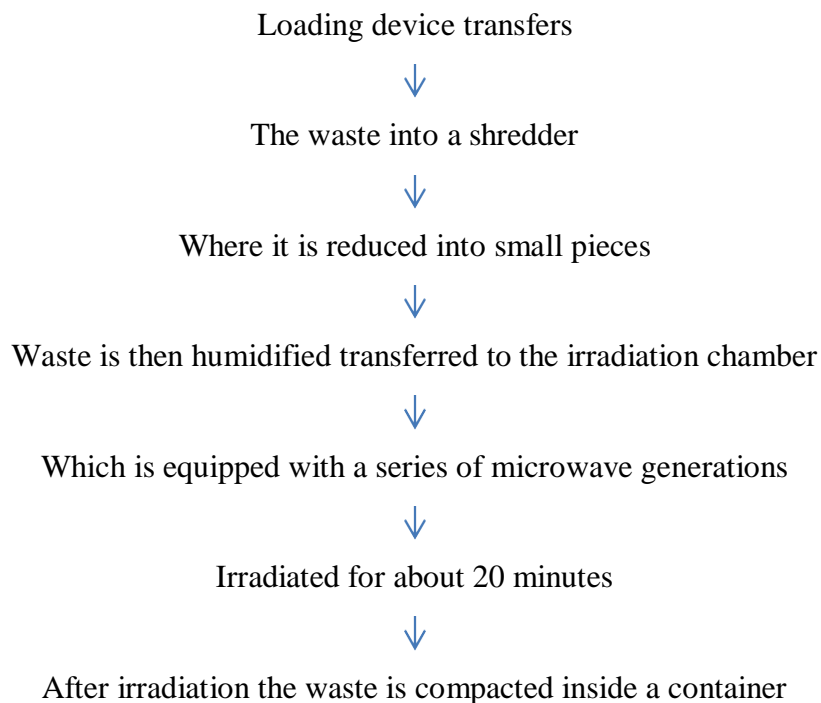 Loading device transfers
The waste into a shredder
Where it is reduced into small pieces
Waste is then humidified transferred to the irradiation chamber
Which is equipped with a series of microwave generations
Irradiated for about 20 minutes
After irradiation the waste is compacted inside a container